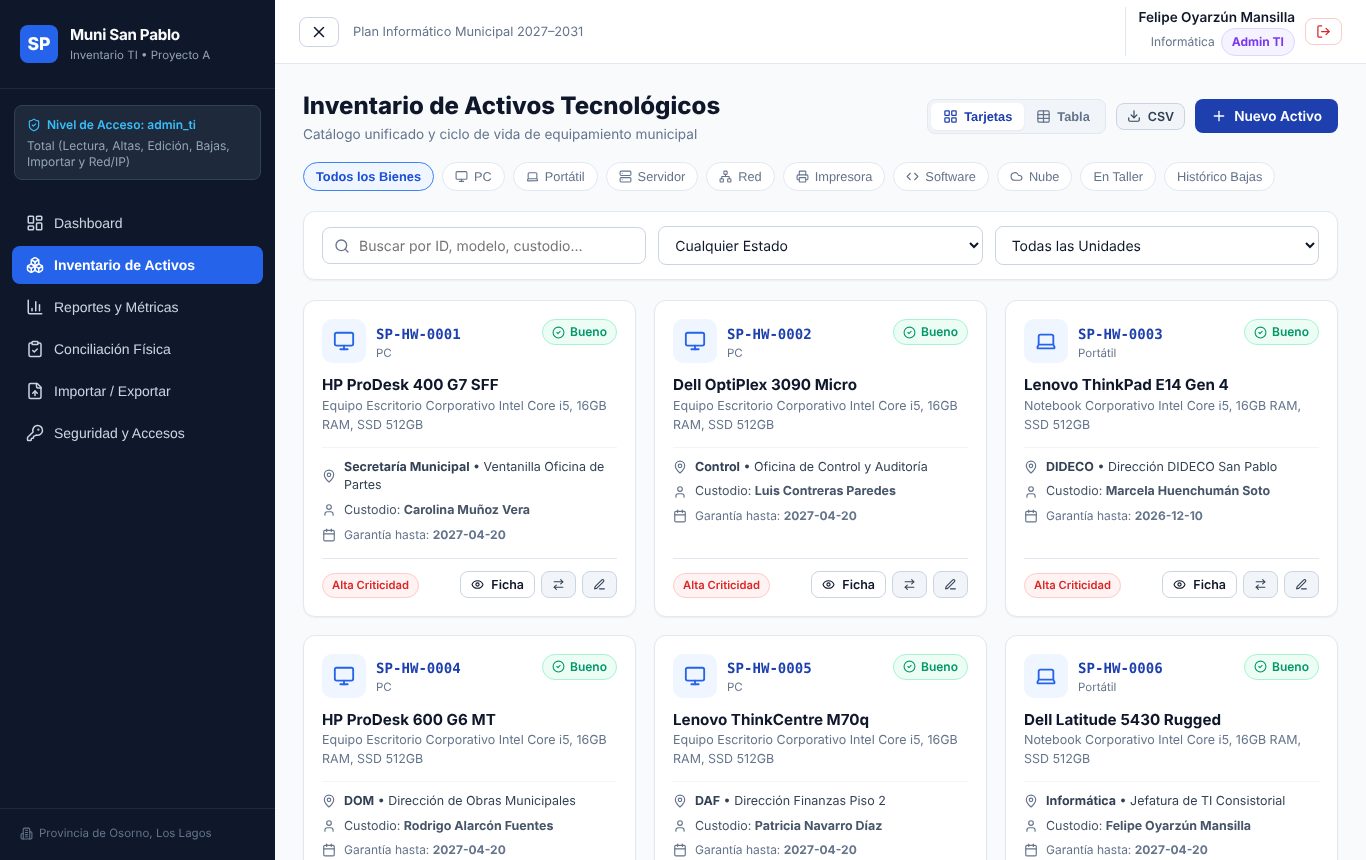 SP
Muni San Pablo
Inventario TI • Proyecto A
Nivel de Acceso: admin_ti
Total (Lectura, Altas, Edición, Bajas,
Importar y Red/IP)
Dashboard
Inventario de Activos
Reportes y Métricas
Conciliación Física
Importar / Exportar
Seguridad y Accesos
Provincia de Osorno, Los Lagos
Plan Informático Municipal 2027–2031
Felipe Oyarzún Mansilla
Informática Admin TI
Inventario de Activos Tecnológicos
Catálogo unificado y ciclo de vida de equipamiento municipal
Tarjetas Tabla CSV Nuevo Activo
Todos los Bienes PC Portátil Servidor Red Impresora Software Nube En Taller Histórico Bajas
Buscar por ID, modelo, custodio... Cualquier Estado Todas las Unidades
SP-HW-0001 Bueno
PC
HP ProDesk 400 G7 SFF
Equipo Escritorio Corporativo Intel Core i5, 16GB
RAM, SSD 512GB
Secretaría Municipal • Ventanilla Oficina de
Partes
Custodio: Carolina Muñoz Vera
Garantía hasta: 2027-04-20
Alta Criticidad Ficha
SP-HW-0002 Bueno
PC
Dell OptiPlex 3090 Micro
Equipo Escritorio Corporativo Intel Core i5, 16GB
RAM, SSD 512GB
Control • Oficina de Control y Auditoría
Custodio: Luis Contreras Paredes
Garantía hasta: 2027-04-20
Alta Criticidad Ficha
SP-HW-0003 Bueno
Portátil
Lenovo ThinkPad E14 Gen 4
Notebook Corporativo Intel Core i5, 16GB RAM,
SSD 512GB
DIDECO • Dirección DIDECO San Pablo
Custodio: Marcela Huenchumán Soto
Garantía hasta: 2026-12-10
Alta Criticidad Ficha
SP-HW-0004 Bueno
PC
HP ProDesk 600 G6 MT
Equipo Escritorio Corporativo Intel Core i5, 16GB
RAM, SSD 512GB
DOM • Dirección de Obras Municipales
Custodio: Rodrigo Alarcón Fuentes
Garantía hasta: 2027-04-20
SP-HW-0005 Bueno
PC
Lenovo ThinkCentre M70q
Equipo Escritorio Corporativo Intel Core i5, 16GB
RAM, SSD 512GB
DAF • Dirección Finanzas Piso 2
Custodio: Patricia Navarro Díaz
Garantía hasta: 2027-04-20
SP-HW-0006 Bueno
Portátil
Dell Latitude 5430 Rugged
Notebook Corporativo Intel Core i5, 16GB RAM,
SSD 512GB
Informática • Jefatura de TI Consistorial
Custodio: Felipe Oyarzún Mansilla
Garantía hasta: 2027-04-20